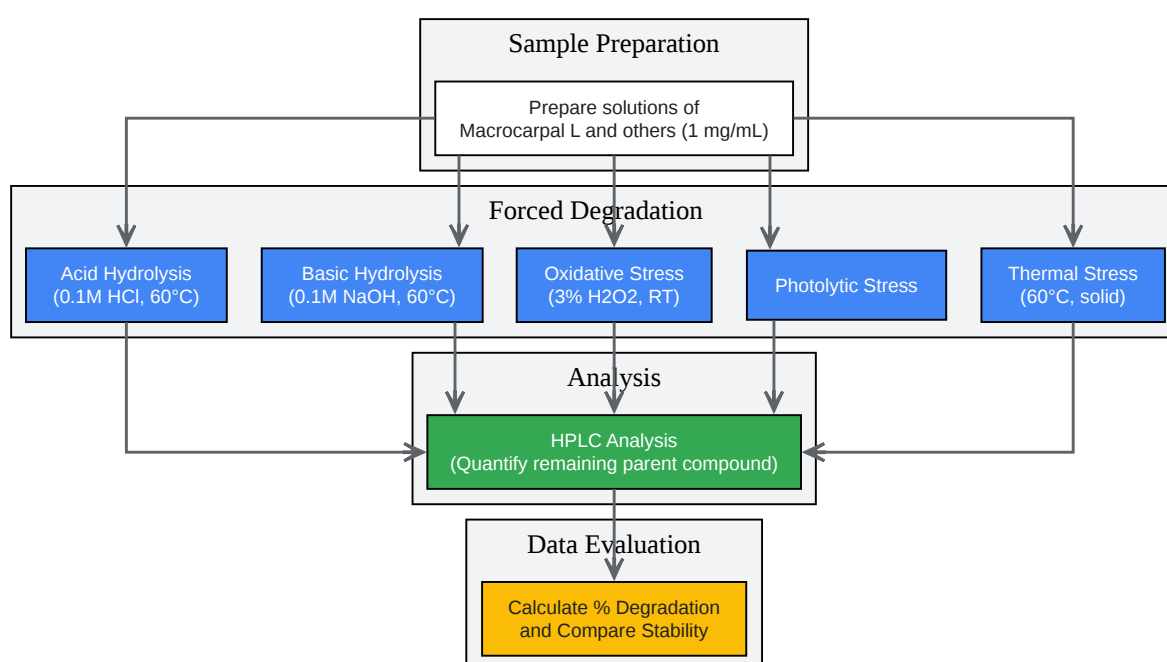 Sample Preparation
Prepare solutions of
Macrocarpal L and others (1 mg/mL)
Forced Degradation
Acid Hydrolysis
(0.1M HCl, 60°C)
Basic Hydrolysis
(0.1M NaOH, 60°C)
Oxidative Stress
(3% H2O2, RT)
Photolytic Stress
Thermal Stress
(60°C, solid)
Analysis
HPLC Analysis
(Quantify remaining parent compound)
Data Evaluation
Calculate % Degradation
and Compare Stability